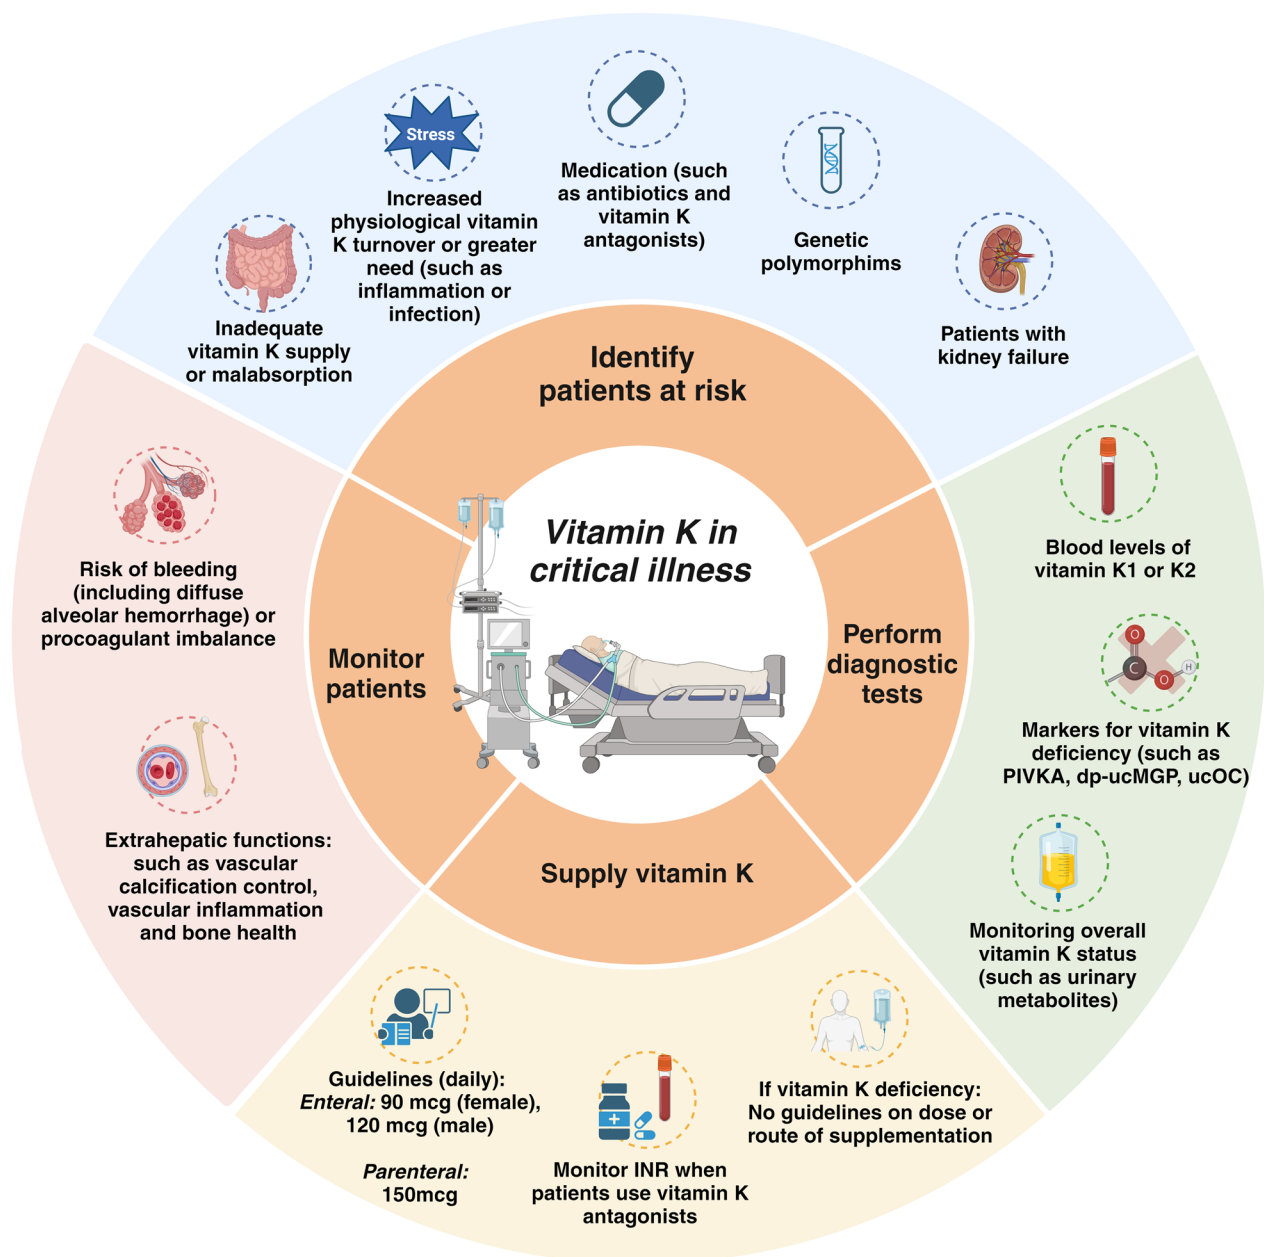 Vitamin K in
critical illness
Identify
patients at risk
Inadequate
vitamin K supply
or malabsorption
Stress
Increased
physiological vitamin
K turnover or greater
need (such as
inflammation or
infection)
Medication (such
as antibiotics and
vitamin K
antagonists)
Genetic
polymorphims
Patients with
kidney failure
Perform
diagnostic
tests
Blood levels of
vitamin K1 or K2
O
C
O
H
Markers for vitamin K
deficiency (such as
PIVKA, dp-ucMGP, ucOC)
Monitoring overall
vitamin K status
(such as urinary
metabolites)
Supply vitamin K
If vitamin K deficiency:
No guidelines on dose or
route of supplementation
Monitor INR when
patients use vitamin K
antagonists
Guidelines (daily):
Enteral: 90 mcg (female),
120 mcg (male)
Parenteral:
150mcg
Monitor
patients
Risk of bleeding
(including diffuse
alveolar hemorrhage) or
procoagulant imbalance
Extrahepatic functions:
such as vascular
calcification control,
vascular inflammation
and bone health